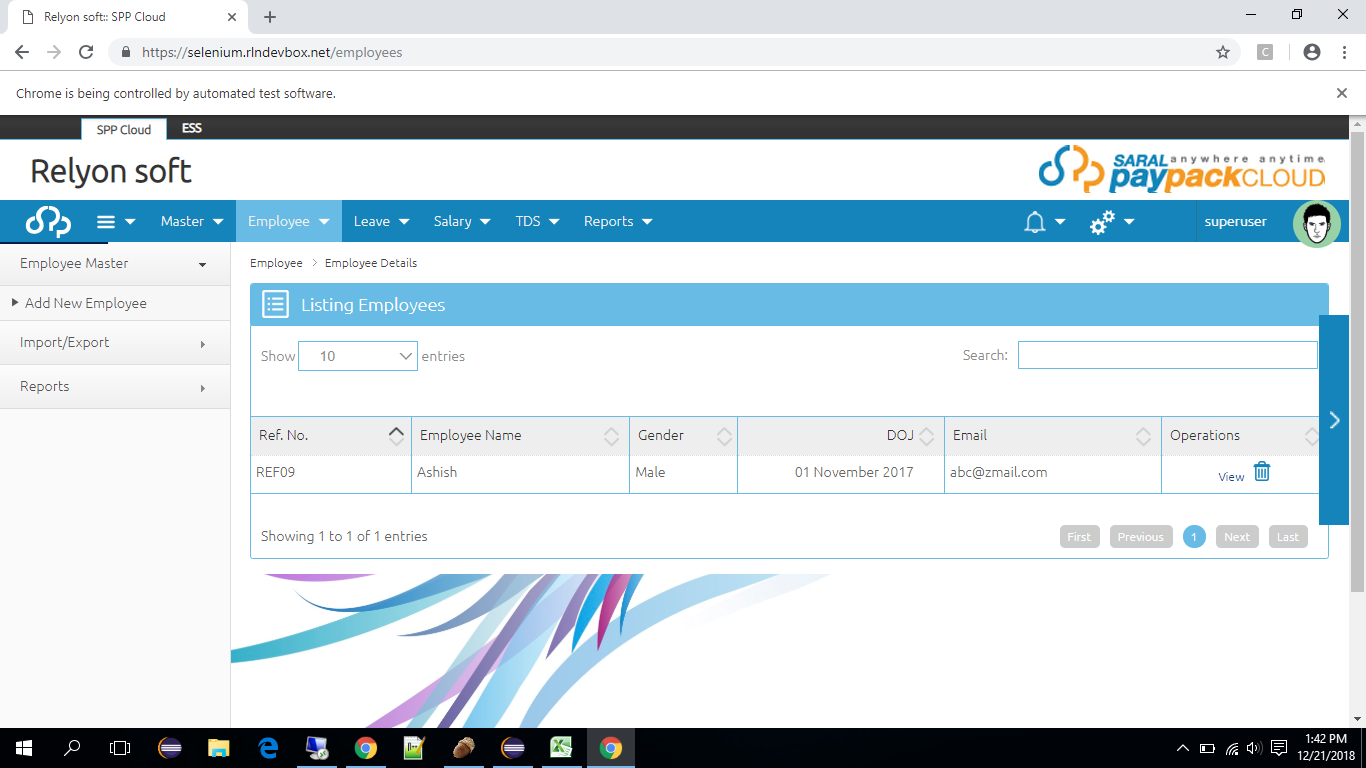 Relyon soft:: SPP Cloud
https://selenium.rlndevbox.net/employees
C
Chrome is being controlled by automated test software.
SPP Cloud ESS
Relyon soft
SARAL anywhere anytime
paypackCLOUD
Master Employee Leave Salary TDS Reports superuser
Employee Master
Add New Employee
Import/Export
Reports
Employee > Employee Details
Listing Employees
Show 10 entries Search:
Ref. No. Employee Name Gender DOJ Email Operations
REF09 Ashish Male 01 November 2017 abc@zmail.com View
Showing 1 to 1 of 1 entries First Previous 1 Next Last
1:42 PM
12/21/2018